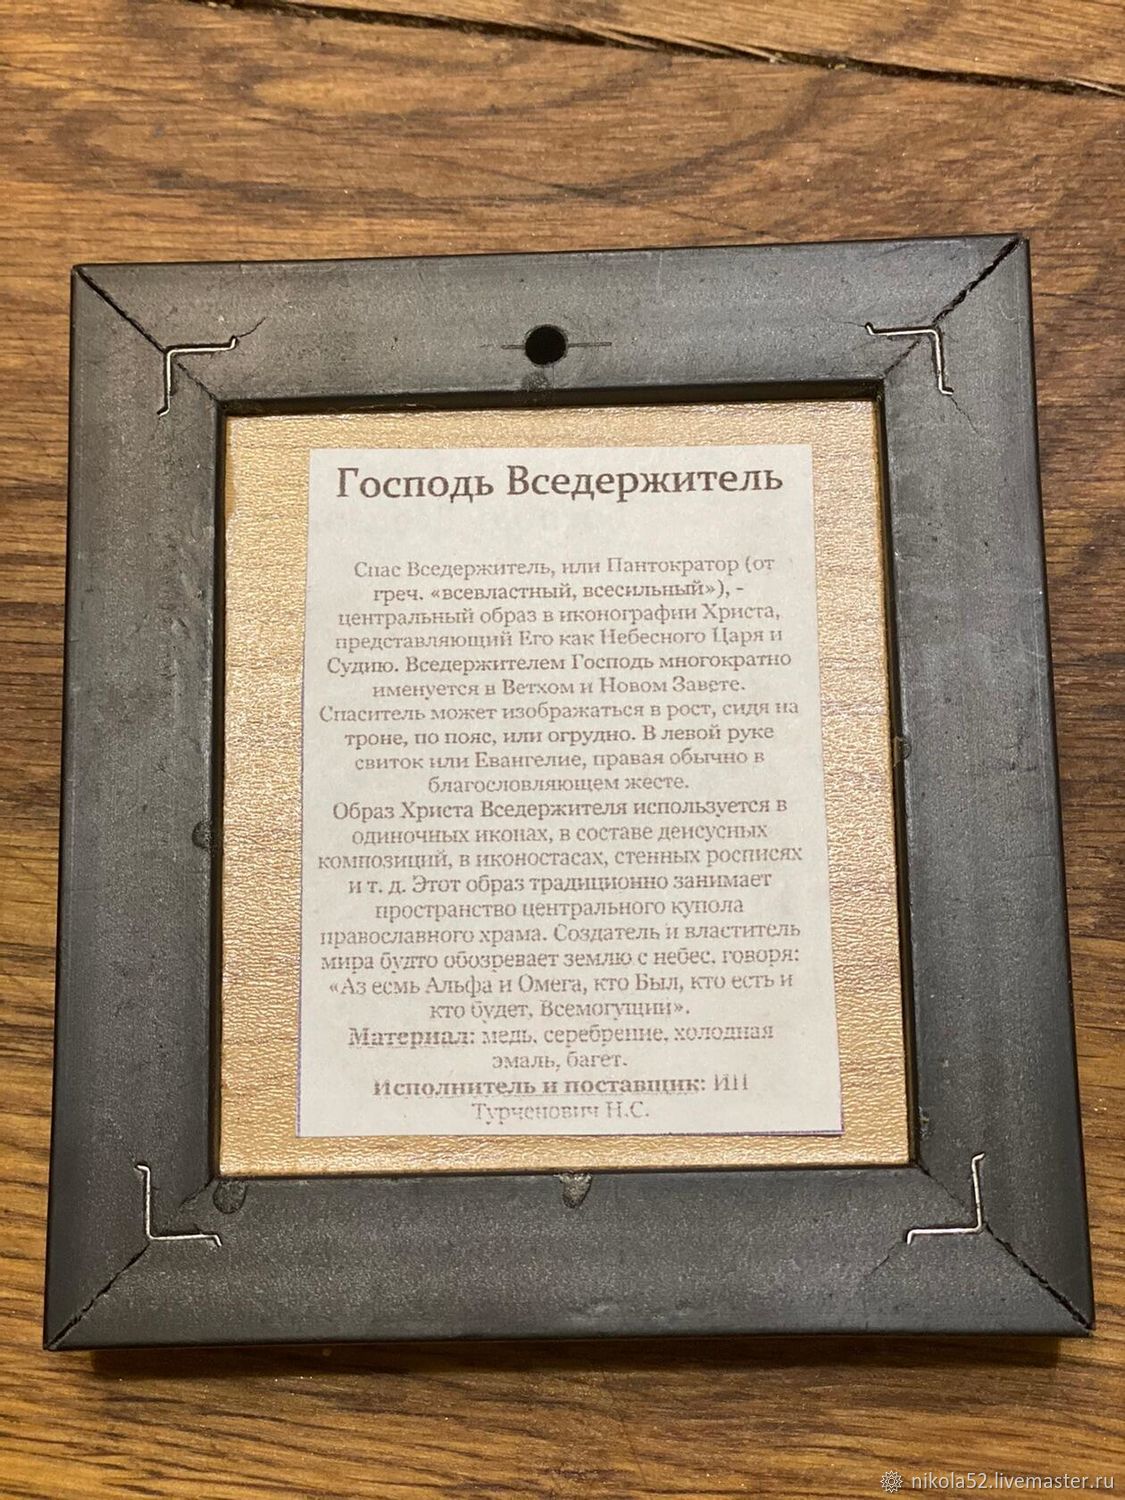 Господь Вседержитель
Спас Вседержитель, или Пантократор (от
греч. «всевластный, всесильный»), -
центральный образ в иконографии Христа,
представляющий Его как Небесного Царя и
Судию. Вседержителем Господь многократно
именуется в Ветхом и Новом Завете.
Спаситель может изображаться в рост, сидя на
троне, по пояс, или огрудно. В левой руке
свиток или Евангелие, правая обычно в
благословляющем жесте.
Образ Христа Вседержителя используется в
одиночных иконах, в составе деисусных
композиций, в иконостасах, стенных росписях
и т. д. Этот образ традиционно занимает
пространство центрального купола
православного храма. Создатель и властитель
мира будто обозревает землю с небес, говоря:
«Аз есмь Альфа и Омега, кто Был, кто есть и
кто будет, Всемогущий».
Материал: медь, серебрение, холодная
эмаль, багет.
Исполнитель и поставщик: ИП
Турченович Н.С.
nikola52.livemaster.ru